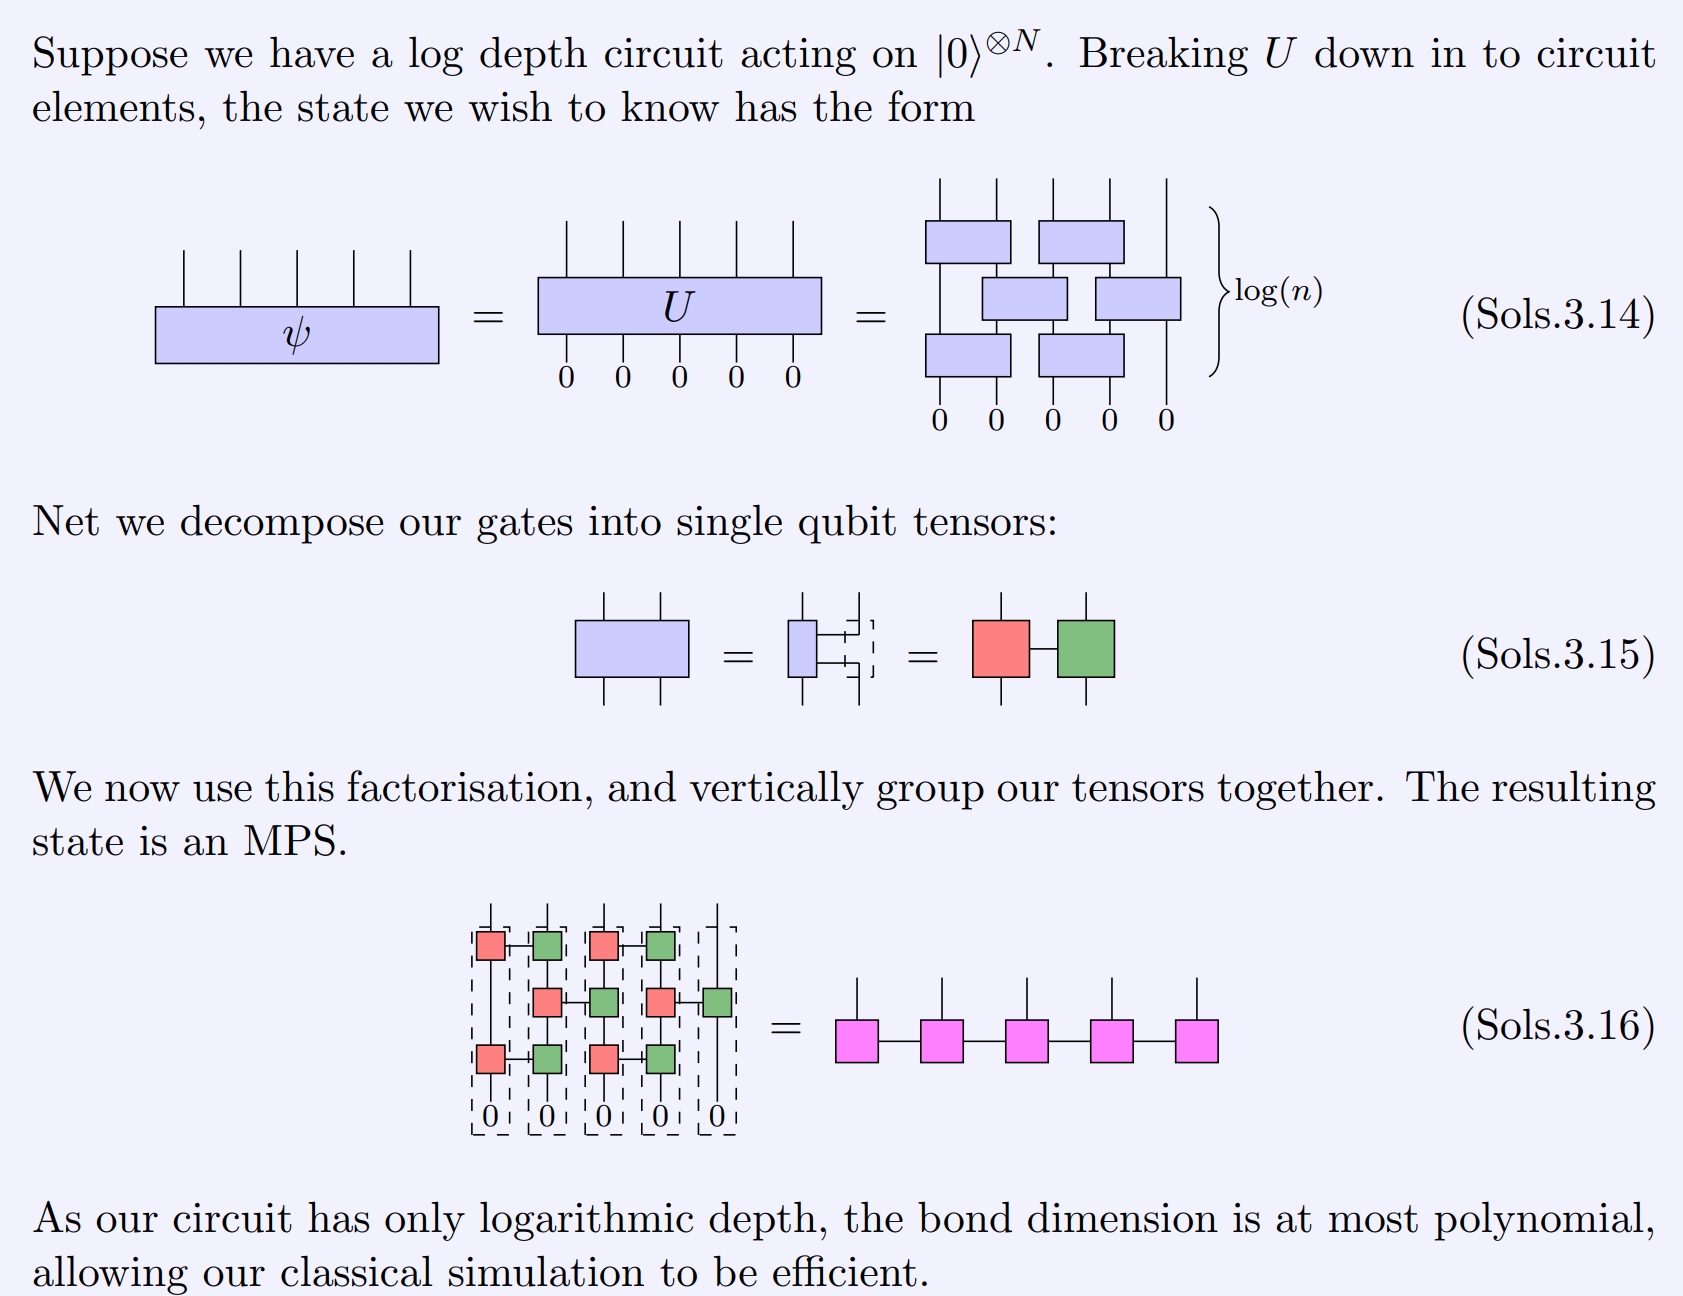 Suppose we have a log depth circuit acting on |0⟩^{⊗N}. Breaking U down in to circuit
elements, the state we wish to know has the form
ψ = U = log(n) (Sols.3.14)
0 0 0 0 0
0 0 0 0 0
Net we decompose our gates into single qubit tensors:
= = (Sols.3.15)
We now use this factorisation, and vertically group our tensors together. The resulting
state is an MPS.
= (Sols.3.16)
0 0 0 0 0
As our circuit has only logarithmic depth, the bond dimension is at most polynomial,
allowing our classical simulation to be efficient.